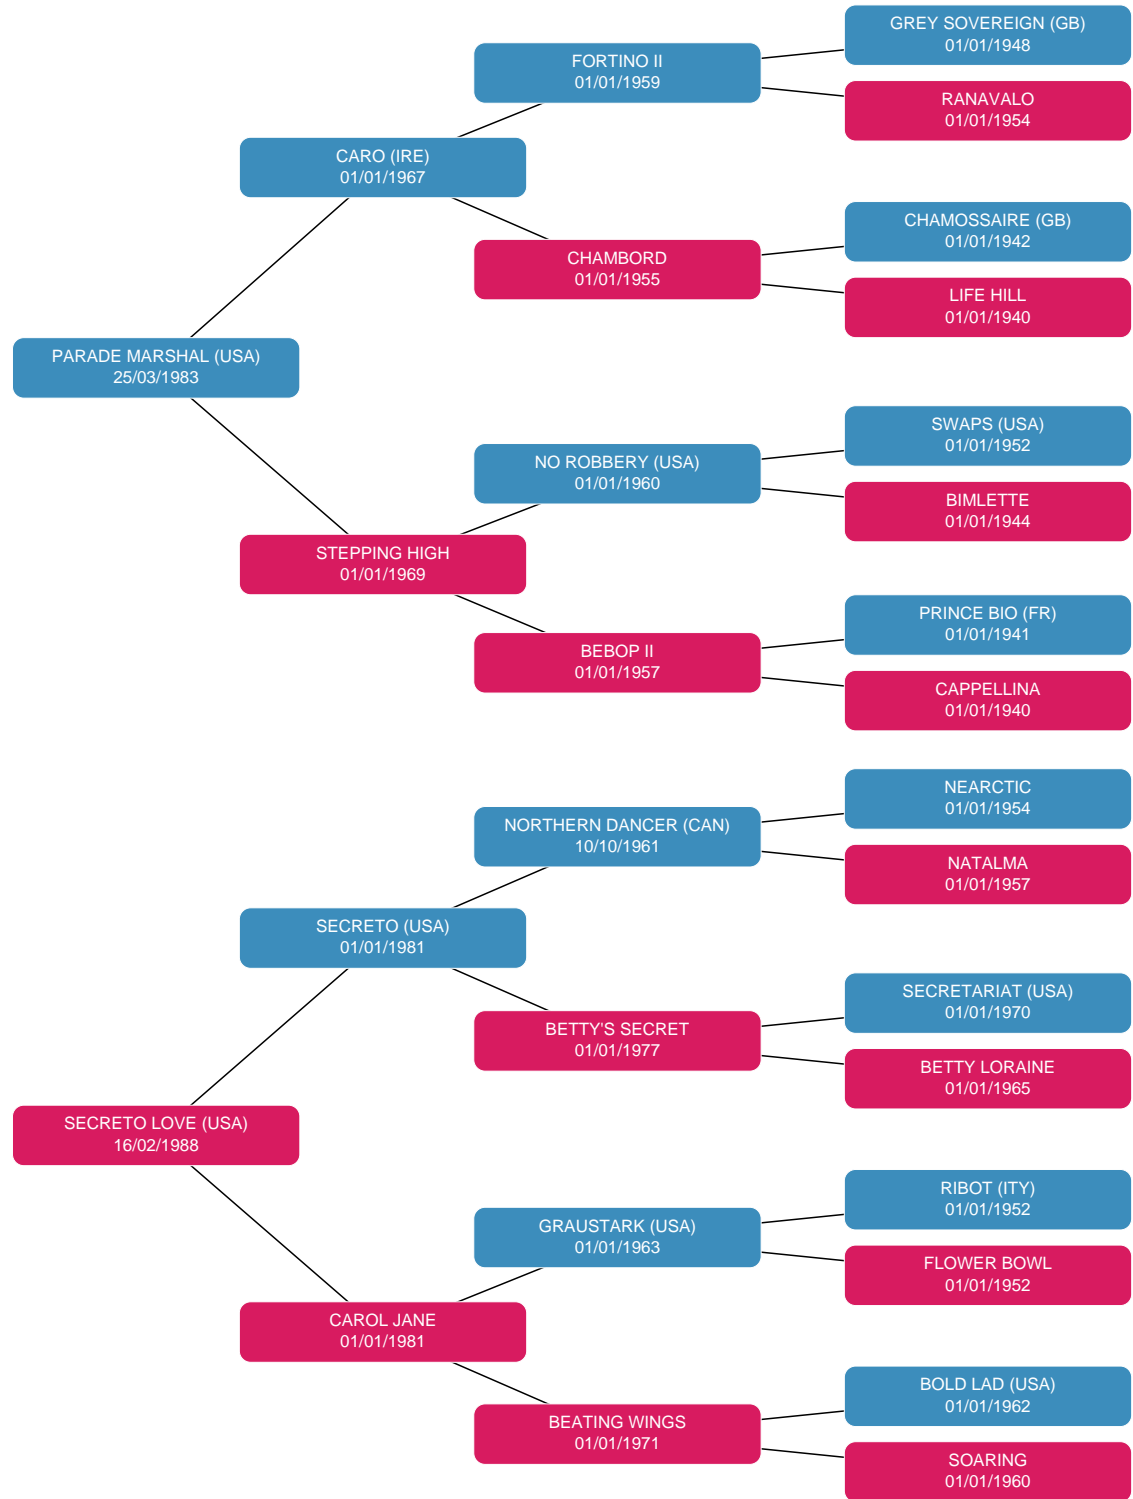 GREY SOVEREIGN (GB)
01/01/1948
FORTINO II
01/01/1959
RANAVALO
01/01/1954
CARO (IRE)
01/01/1967
CHAMOSSAIRE (GB)
01/01/1942
CHAMBORD
01/01/1955
LIFE HILL
01/01/1940
PARADE MARSHAL (USA)
25/03/1983
SWAPS (USA)
01/01/1952
NO ROBBERY (USA)
01/01/1960
BIMLETTE
01/01/1944
STEPPING HIGH
01/01/1969
PRINCE BIO (FR)
01/01/1941
BEBOP II
01/01/1957
CAPPELLINA
01/01/1940
NEARCTIC
01/01/1954
NORTHERN DANCER (CAN)
10/10/1961
NATALMA
01/01/1957
SECRETO (USA)
01/01/1981
SECRETARIAT (USA)
01/01/1970
BETTY'S SECRET
01/01/1977
BETTY LORAINE
01/01/1965
SECRETO LOVE (USA)
16/02/1988
RIBOT (ITY)
01/01/1952
GRAUSTARK (USA)
01/01/1963
FLOWER BOWL
01/01/1952
CAROL JANE
01/01/1981
BOLD LAD (USA)
01/01/1962
BEATING WINGS
01/01/1971
SOARING
01/01/1960